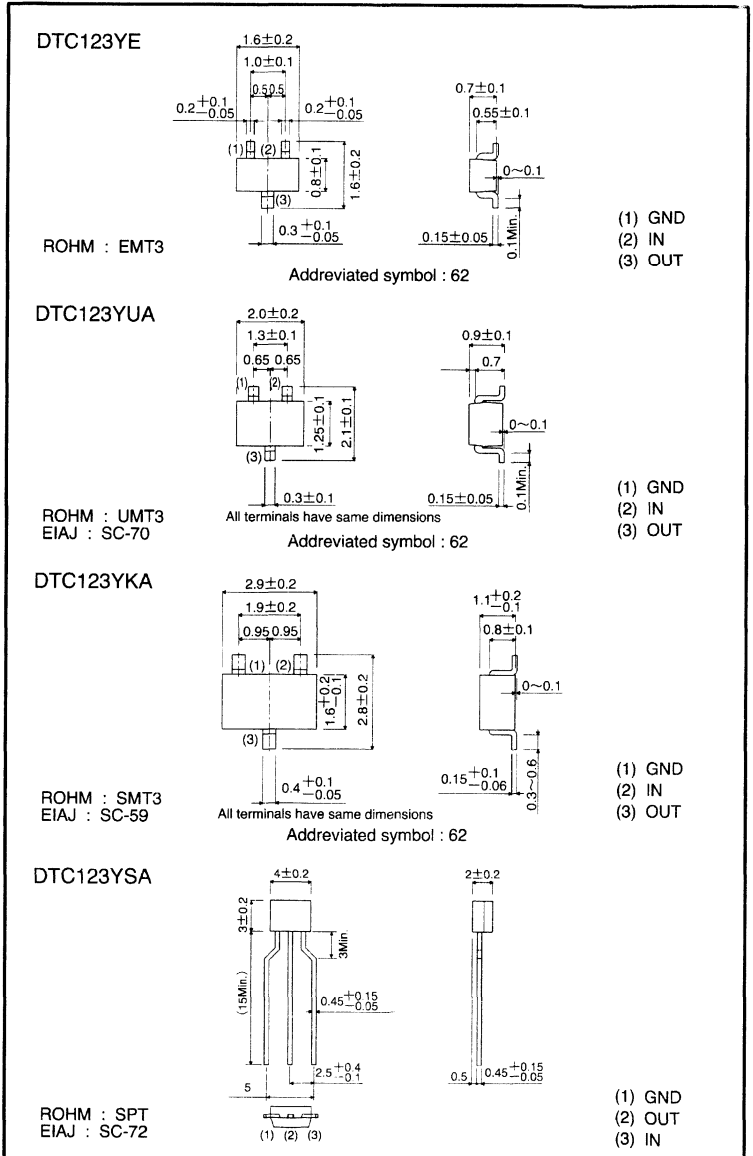 DTC123YE
1.6±0.2
1.0±0.1
0.5 0.5
0.2+0.1 −0.05
0.2+0.1 −0.05
(1) (2)
(3)
0.8±0.1
1.6±0.2
0.3 +0.1 −0.05
0.7±0.1
0.55±0.1
0~0.1
0.15±0.05
0.1Min.
ROHM : EMT3
Addreviated symbol : 62
(1) GND
(2) IN
(3) OUT
DTC123YUA
2.0±0.2
1.3±0.1
0.65 0.65
(1) (2)
(3)
1.25±0.1
2.1±0.1
0.3±0.1
0.9±0.1
0.7
0~0.1
0.15±0.05
0.1Min.
All terminals have same dimensions
ROHM : UMT3
EIAJ : SC-70
Addreviated symbol : 62
(1) GND
(2) IN
(3) OUT
DTC123YKA
2.9±0.2
1.9±0.2
0.95 0.95
(1) (2)
(3)
1.6+0.2 −0.1
2.8±0.2
0.4 +0.1 −0.05
1.1+0.2 −0.1
0.8±0.1
0~0.1
0.15+0.1 −0.06
0.3~0.6
All terminals have same dimensions
ROHM : SMT3
EIAJ : SC-59
Addreviated symbol : 62
(1) GND
(2) IN
(3) OUT
DTC123YSA
4±0.2
3±0.2
3Min.
(15Min.)
0.45+0.15 −0.05
2.5+0.4 −0.1
5
(1) (2) (3)
2±0.2
0.5
0.45+0.15 −0.05
ROHM : SPT
EIAJ : SC-72
(1) GND
(2) OUT
(3) IN